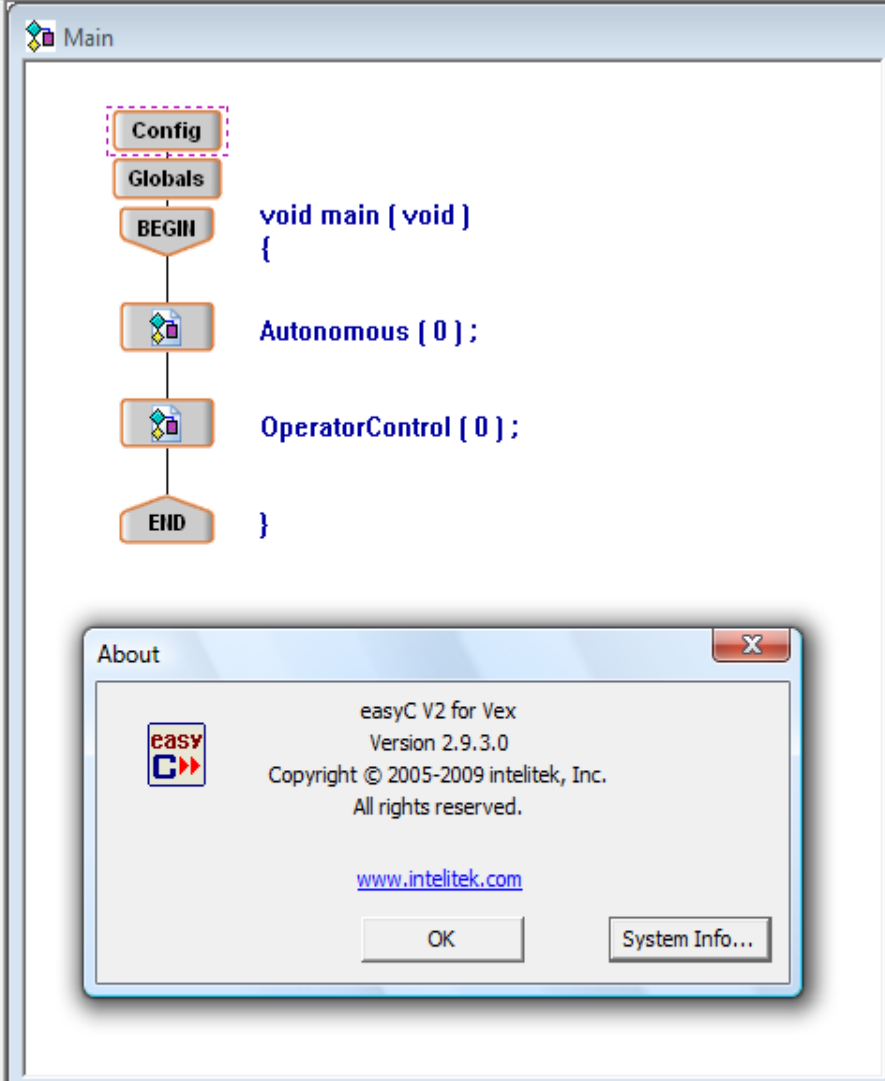 Main
Config
Globals
BEGIN
void main ( void )
{
Autonomous ( 0 ) ;
OperatorControl ( 0 ) ;
END
}
About
easyC V2 for Vex
Version 2.9.3.0
Copyright © 2005-2009 intelitek, Inc.
All rights reserved.
easy
C
www.intelitek.com
OK
System Info...